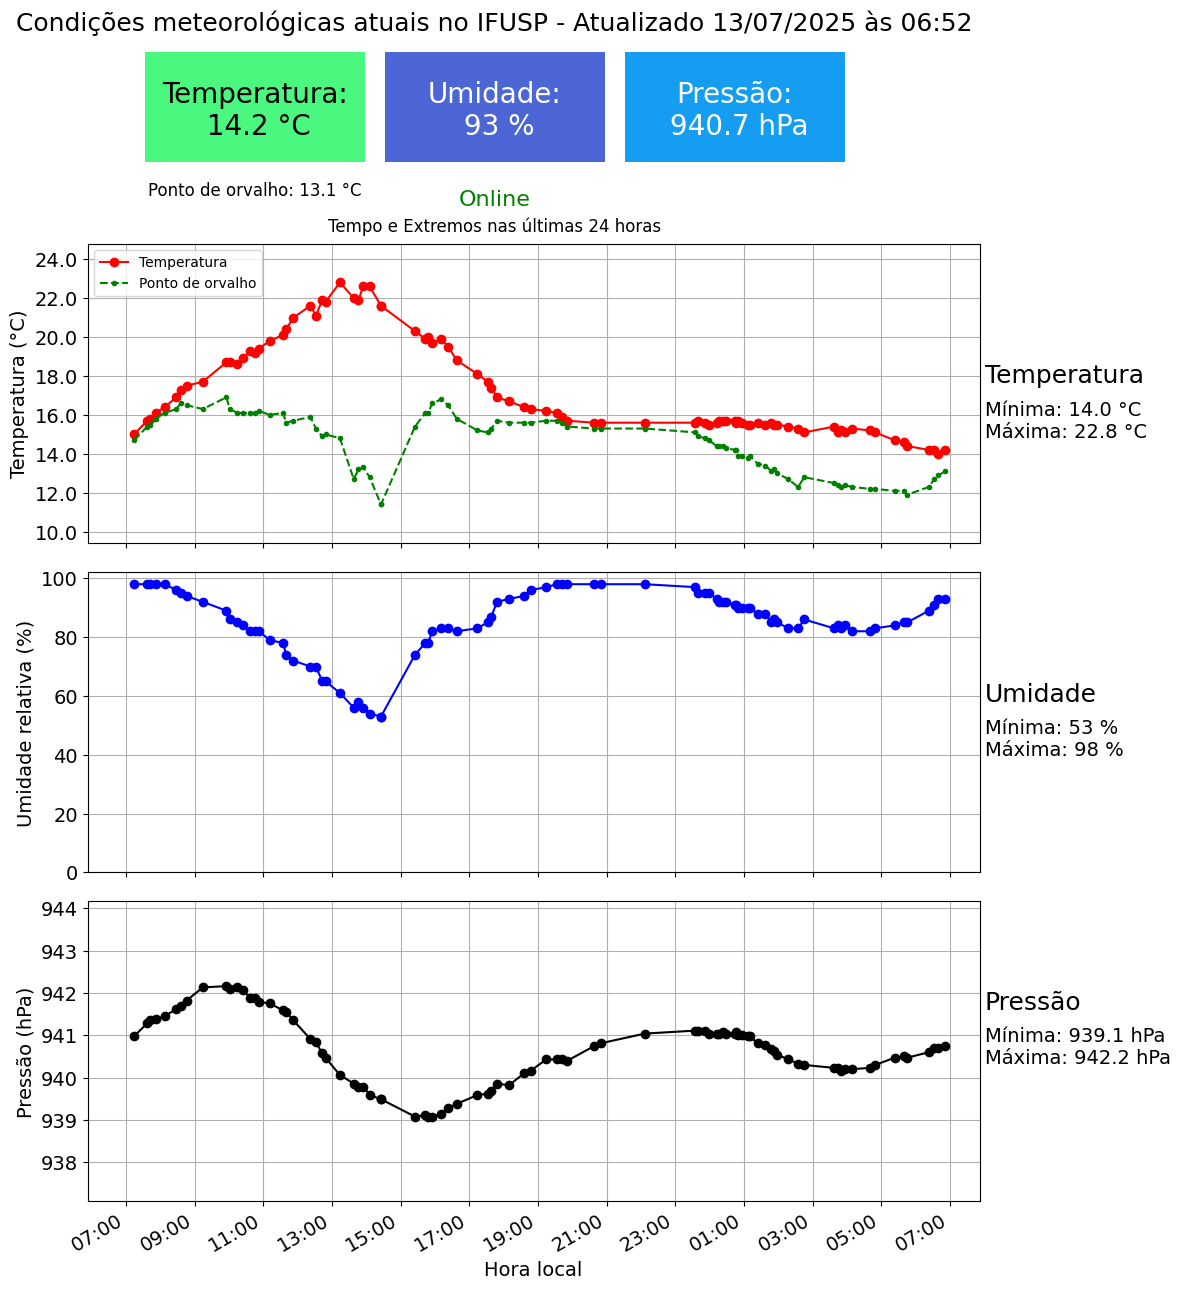 Condições meteorológicas atuais no IFUSP - Atualizado 13/07/2025 às 06:52
Temperatura:
14.2 °C
Umidade:
93 %
Pressão:
940.7 hPa
Ponto de orvalho: 13.1 °C
Online
Tempo e Extremos nas últimas 24 horas
Temperatura (°C)
24.0
22.0
20.0
18.0
16.0
14.0
12.0
10.0
Temperatura
Ponto de orvalho
Temperatura
Mínima: 14.0 °C
Máxima: 22.8 °C
Umidade relativa (%)
100
80
60
40
20
0
Umidade
Mínima: 53 %
Máxima: 98 %
Pressão (hPa)
944
943
942
941
940
939
938
Pressão
Mínima: 939.1 hPa
Máxima: 942.2 hPa
07:00
09:00
11:00
13:00
15:00
17:00
19:00
21:00
23:00
01:00
03:00
05:00
07:00
Hora local